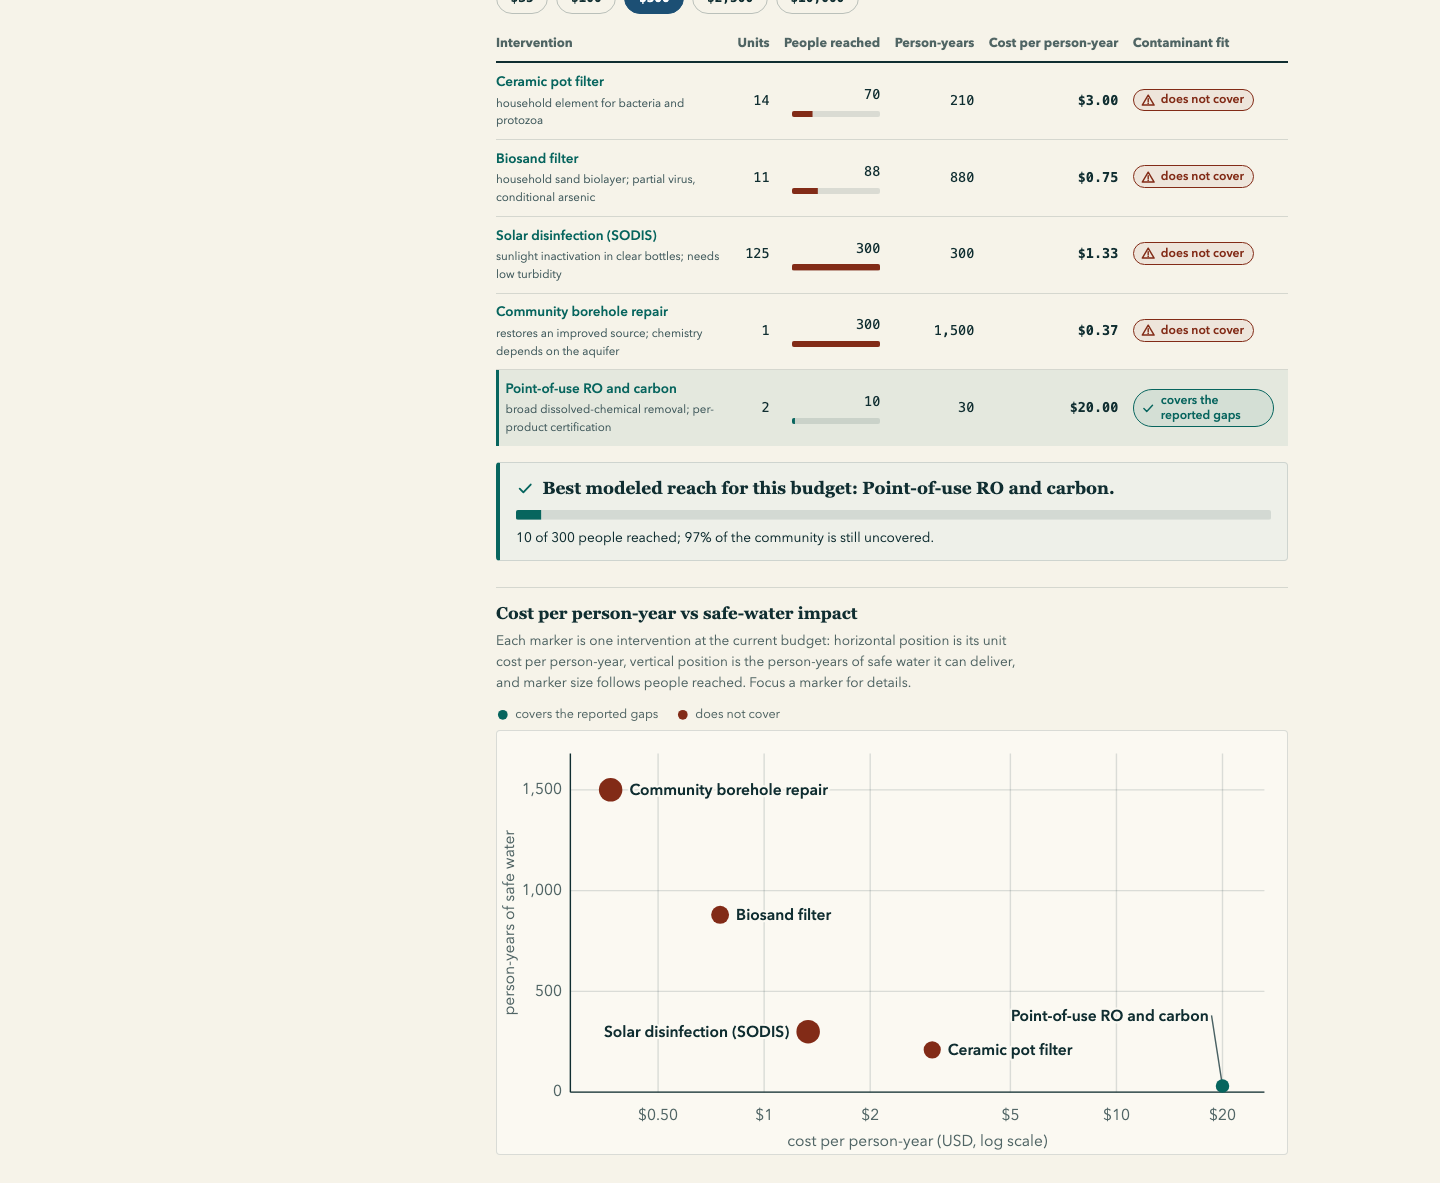 $35 $100 $500 $2,500 $10,000
Intervention Units People reached Person-years Cost per person-year Contaminant fit
Ceramic pot filter
household element for bacteria and
protozoa
14 70 210 $3.00 does not cover
Biosand filter
household sand biolayer; partial virus,
conditional arsenic
11 88 880 $0.75 does not cover
Solar disinfection (SODIS)
sunlight inactivation in clear bottles; needs
low turbidity
125 300 300 $1.33 does not cover
Community borehole repair
restores an improved source; chemistry
depends on the aquifer
1 300 1,500 $0.37 does not cover
Point-of-use RO and carbon
broad dissolved-chemical removal; per-
product certification
2 10 30 $20.00 covers the
reported gaps
Best modeled reach for this budget: Point-of-use RO and carbon.
10 of 300 people reached; 97% of the community is still uncovered.
Cost per person-year vs safe-water impact
Each marker is one intervention at the current budget: horizontal position is its unit
cost per person-year, vertical position is the person-years of safe water it can deliver,
and marker size follows people reached. Focus a marker for details.
covers the reported gaps does not cover
1,500
Community borehole repair
person-years of safe water
1,000
Biosand filter
500
Point-of-use RO and carbon
Solar disinfection (SODIS)
Ceramic pot filter
0
$0.50 $1 $2 $5 $10 $20
cost per person-year (USD, log scale)